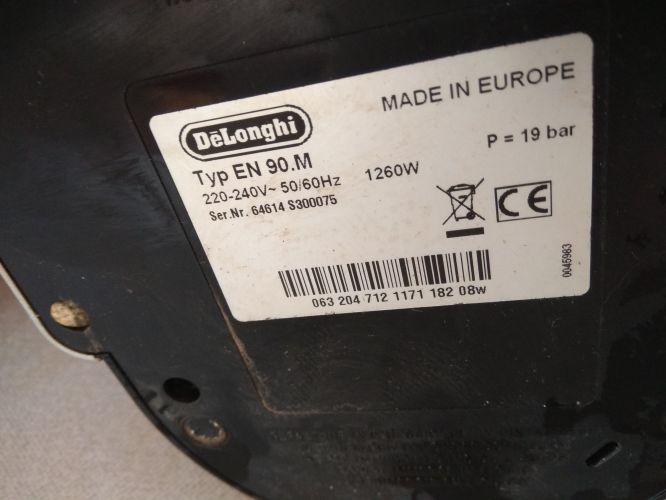 DeLonghi
MADE IN EUROPE
Typ EN 90.M
P = 19 bar
220-240V~ 50/60Hz 1260W
Ser.Nr. 64614 S300075
CE
063 204 712 1171 182 08w
0045983